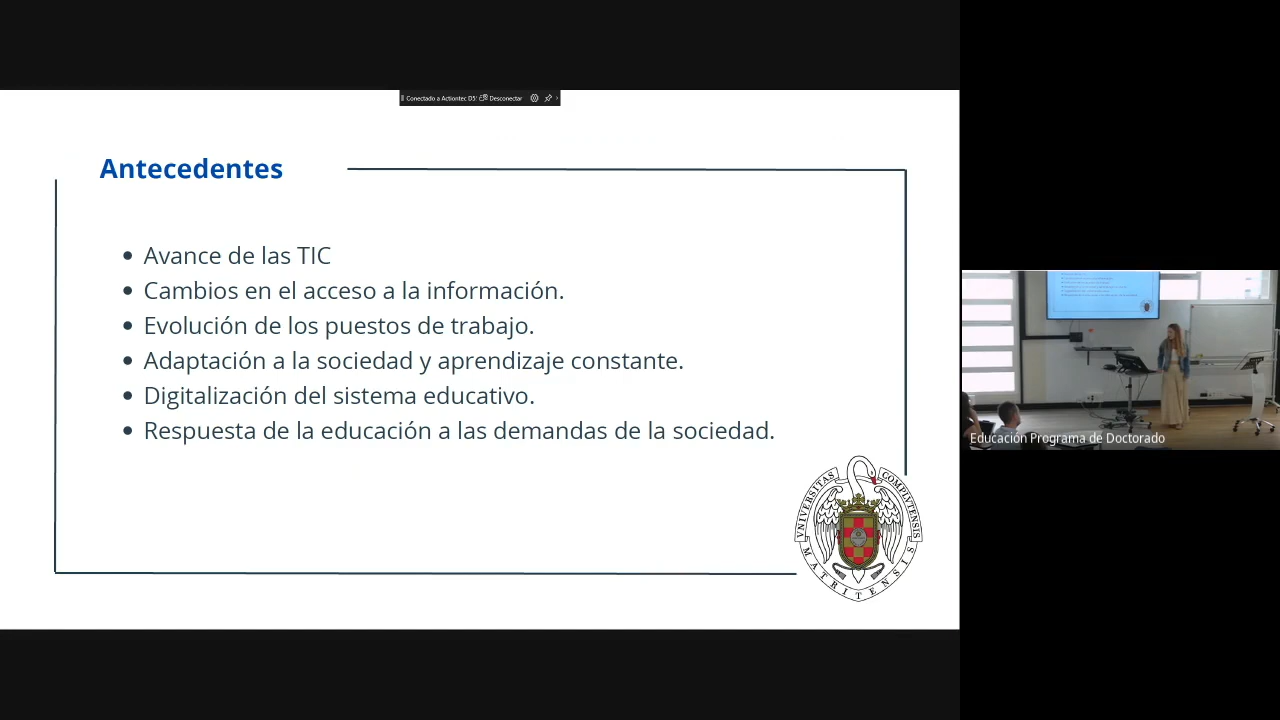 Conectado a Actiontec D5 Desconectar
Antecedentes
Avance de las TIC
Cambios en el acceso a la información.
Evolución de los puestos de trabajo.
Adaptación a la sociedad y aprendizaje constante.
Digitalización del sistema educativo.
Respuesta de la educación a las demandas de la sociedad.
VNIVERSITAS COMPLVTENSIS
MATRITENSIS
Educación Programa de Doctorado